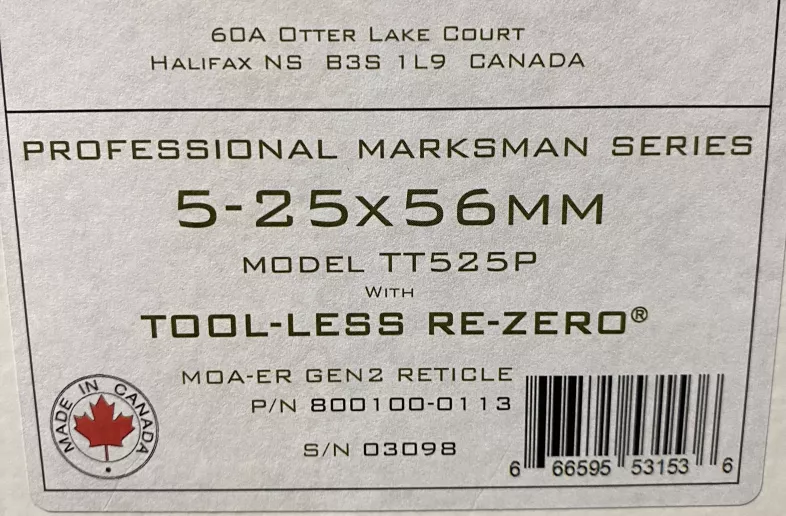 60A OTTER LAKE COURT
HALIFAX NS B3S 1L9 CANADA
PROFESSIONAL MARKSMAN SERIES
5-25X56MM
MODEL TT525P
WITH
TOOL-LESS RE-ZERO®
MOA-ER GEN2 RETICLE
P/N 800100-0113
S/N 03098
MADE IN CANADA
6 66595 53153 6